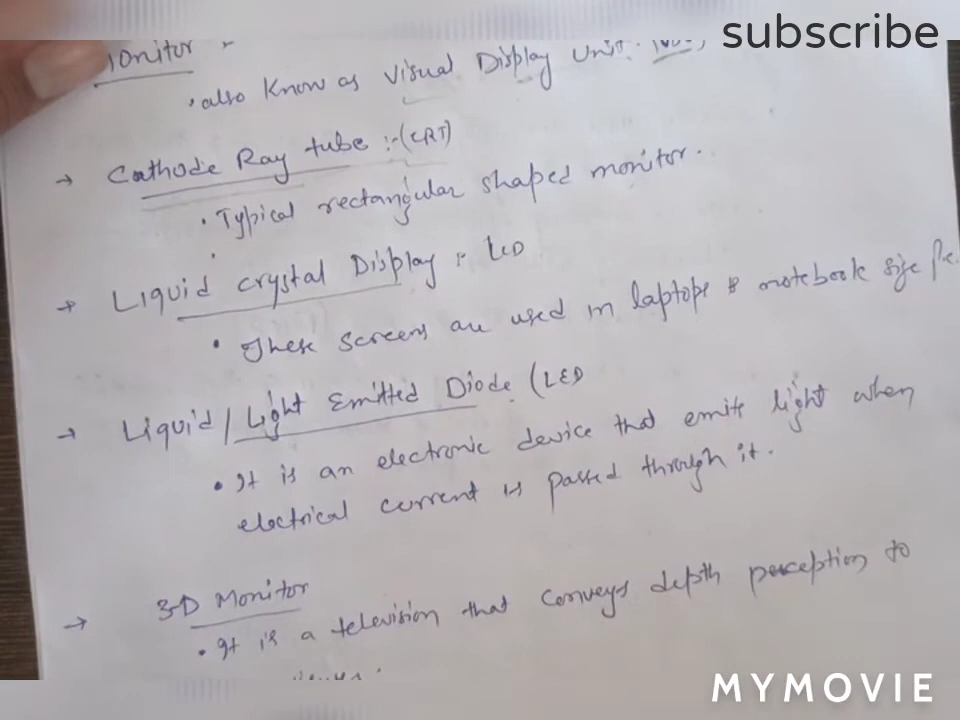 subscribe
Monitor :-
• also Know as Visual Display Unit.
→ Cathode Ray tube :- (CRT)
• Typical rectangular shaped monitor.
→ Liquid crystal Display :- LCD
• These screens are used in laptops & notebook size Pc.
→ Liquid / Light Emitted Diode (LED
• It is an electronic device that emits light when
electrical current is passed through it.
→ 3-D Monitor
• It is a television that conveys depth perception to
MYMOVIE